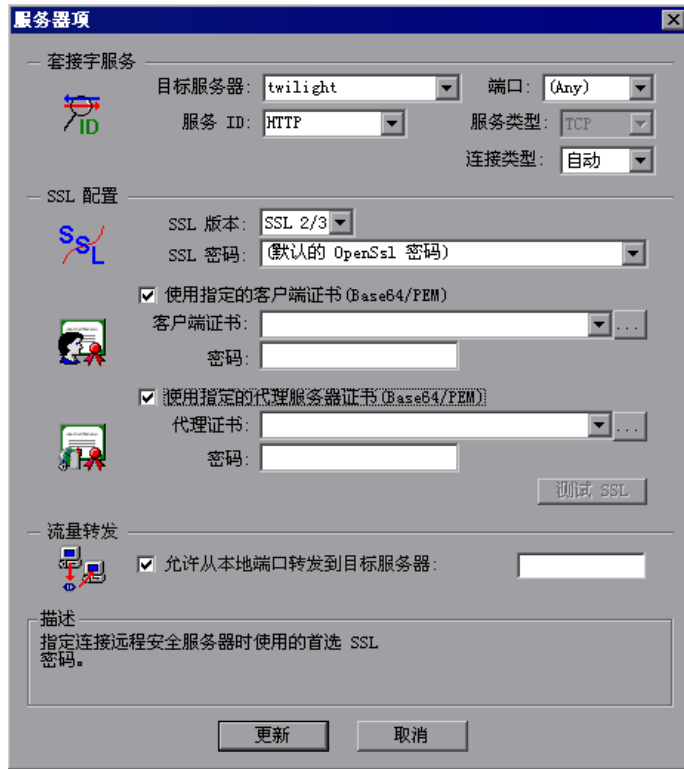 服务器项
套接字服务
目标服务器: twilight 端口: (Any)
ID 服务 ID: HTTP 服务类型: TCP
连接类型: 自动
SSL 配置
SSL SSL 版本: SSL 2/3
SSL 密码: (默认的 OpenSsl 密码)
使用指定的客户端证书(Base64/PEM)
客户端证书: ...
密码:
使用指定的代理服务器证书(Base64/PEM)
代理证书: ...
密码:
测试 SSL
流量转发
允许从本地端口转发到目标服务器:
描述
指定连接远程安全服务器时使用的首选 SSL
密码。
更新 取消